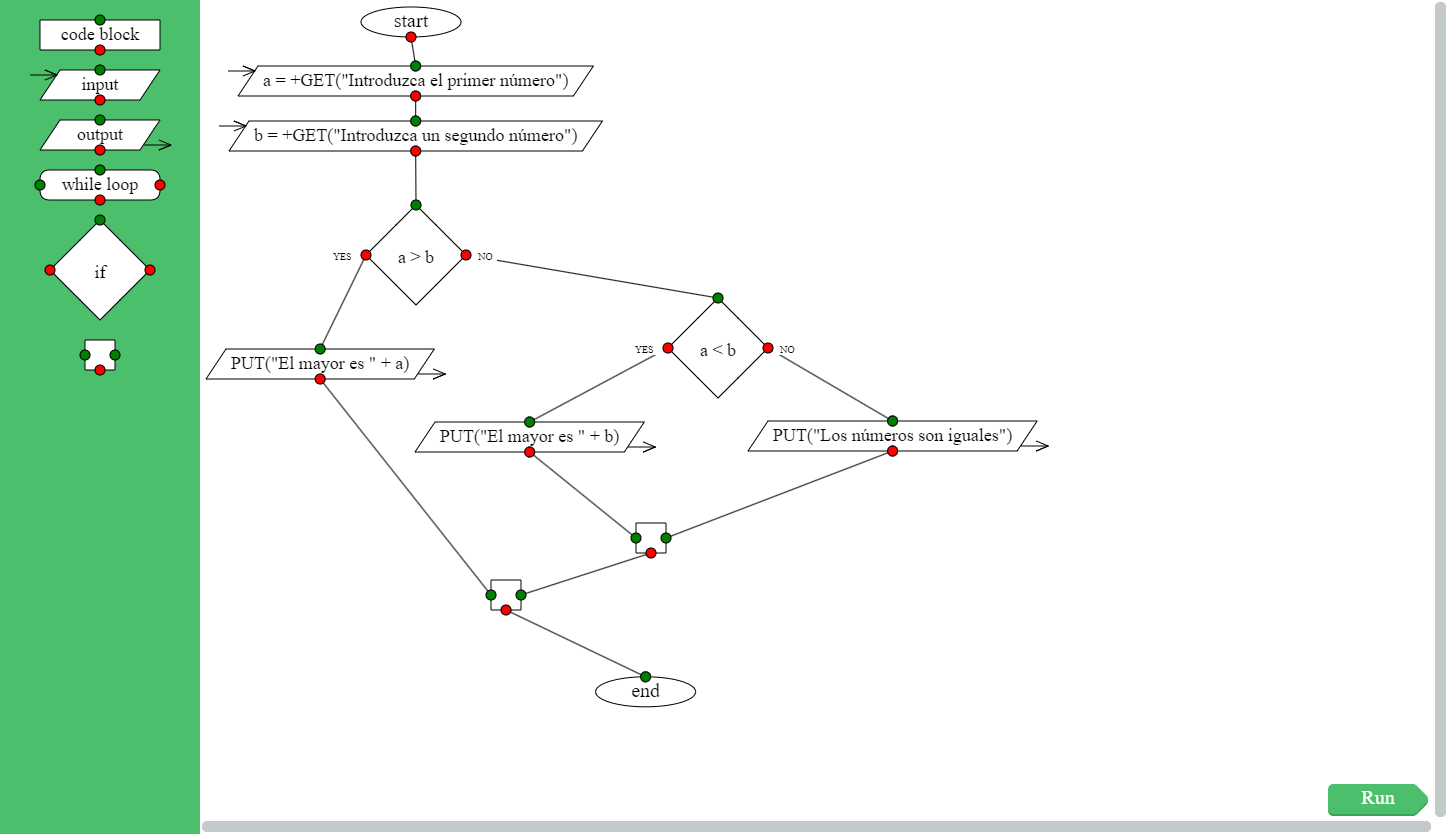 code block
input
output
while loop
if
start
a = +GET("Introduzca el primer número")
b = +GET("Introduzca un segundo número")
YES
a > b
NO
YES
a < b
NO
PUT("El mayor es " + a)
PUT("El mayor es " + b)
PUT("Los números son iguales")
end
Run